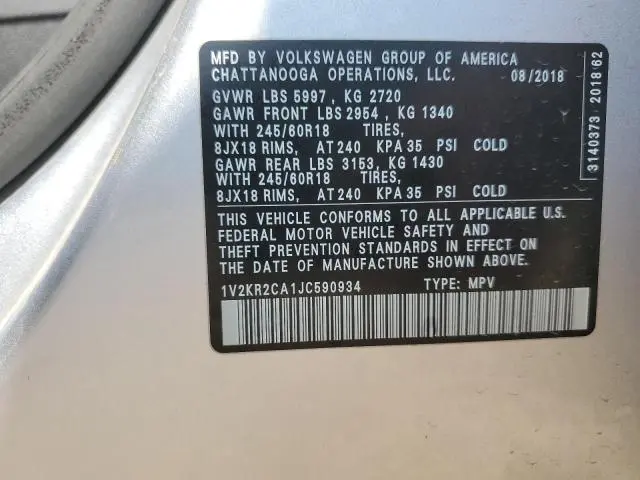 MFD BY VOLKSWAGEN GROUP OF AMERICA
CHATTANOOGA OPERATIONS, LLC. 08/2018
GVWR LBS 5997 , KG 2720
GAWR FRONT LBS 2954 , KG 1340
WITH 245/60R18 TIRES,
8JX18 RIMS, AT 240 KPA 35 PSI COLD
GAWR REAR LBS 3153, KG 1430
WITH 245/60R18 TIRES,
8JX18 RIMS, AT 240 KPA 35 PSI COLD
THIS VEHICLE CONFORMS TO ALL APPLICABLE U.S.
FEDERAL MOTOR VEHICLE SAFETY AND
THEFT PREVENTION STANDARDS IN EFFECT ON
THE DATE OF MANUFACTURE SHOWN ABOVE.
1V2KR2CA1JC590934 TYPE: MPV
3140373 2018 62